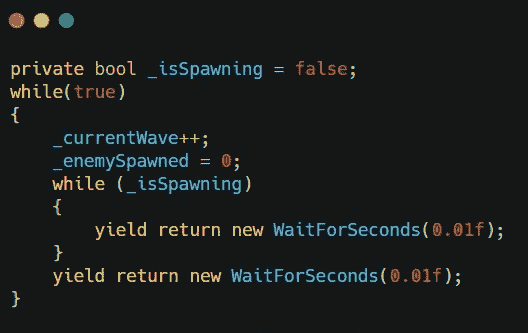 private bool _isSpawning = false;
while(true)
{
    _currentWave++;
    _enemySpawned = 0;
    while (_isSpawning)
    {
        yield return new WaitForSeconds(0.01f);
    }
    yield return new WaitForSeconds(0.01f);
}